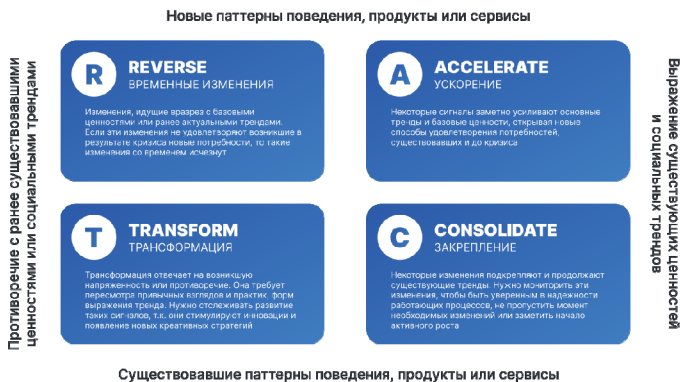 Новые паттерны поведения, продукты или сервисы
Противоречие с ранее существовавшими
ценностями или социальными трендами
R
REVERSE
ВРЕМЕННЫЕ ИЗМЕНЕНИЯ
Изменения, идущие вразрез с базовыми
ценностями или ранее актуальными трендами.
Если эти изменения не удовлетворяют возникшие в
результате кризиса новые потребности, то такие
изменения со временем исчезнут
A
ACCELERATE
УСКОРЕНИЕ
Некоторые сигналы заметно усиливают основные
тренды и базовые ценности, открывая новые
способы удовлетворения потребностей,
существовавших и до кризиса
T
TRANSFORM
ТРАНСФОРМАЦИЯ
Трансформация отвечает на возникшую
напряженность или противоречие. Она требует
пересмотра привычных взглядов и практик, форм
выражения тренда. Нужно отслеживать развитие
таких сигналов, т.к. они стимулируют инновации и
появление новых креативных стратегий
C
CONSOLIDATE
ЗАКРЕПЛЕНИЕ
Некоторые изменения подкрепляют и продолжают
существующие тренды. Нужно мониторить эти
изменения, чтобы быть уверенным в надежности
работающих процессов, не пропустить момент
необходимых изменений или заметить начало
активного роста
Выражение существующих ценностей
и социальных трендов
Существовавшие паттерны поведения, продукты или сервисы